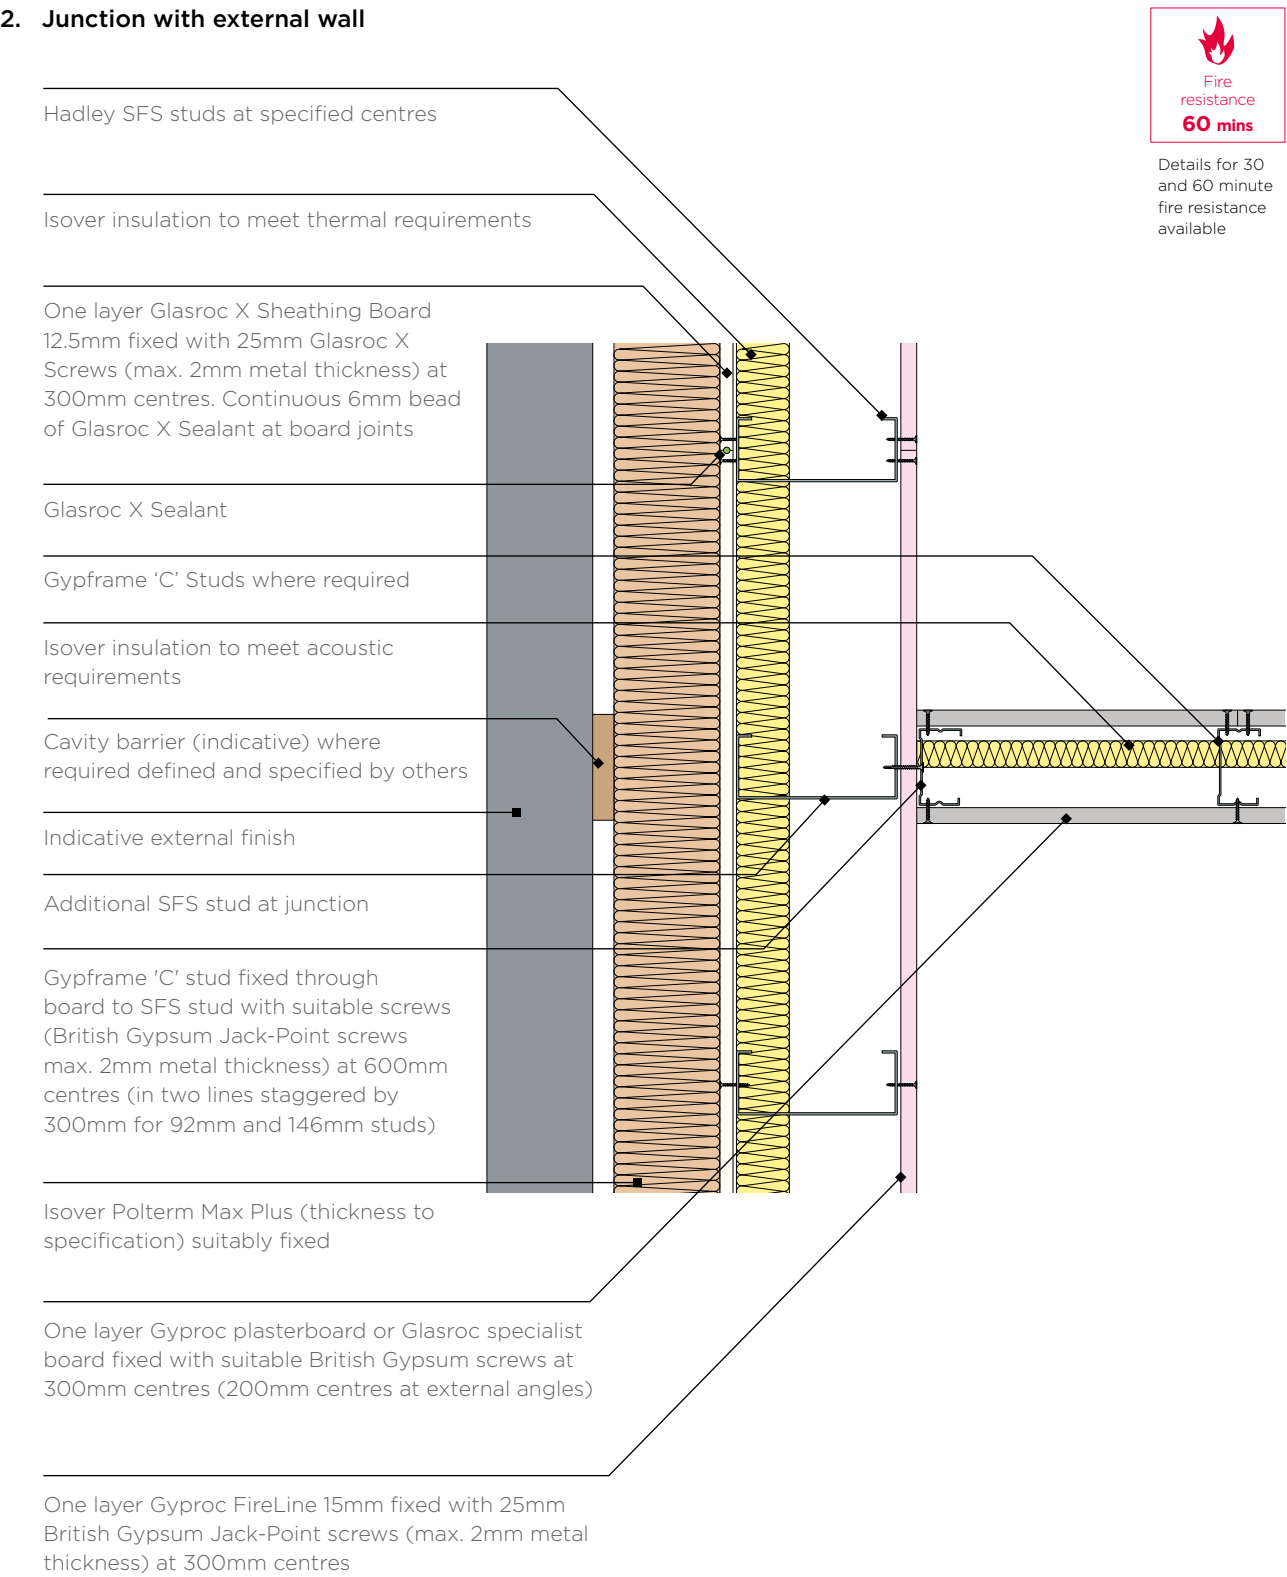 2. Junction with external wall
Fire
resistance
60 mins
Details for 30
and 60 minute
fire resistance
available
Hadley SFS studs at specified centres
Isover insulation to meet thermal requirements
One layer Glasroc X Sheathing Board
12.5mm fixed with 25mm Glasroc X
Screws (max. 2mm metal thickness) at
300mm centres. Continuous 6mm bead
of Glasroc X Sealant at board joints
Glasroc X Sealant
Gypframe ‘C’ Studs where required
Isover insulation to meet acoustic
requirements
Cavity barrier (indicative) where
required defined and specified by others
Indicative external finish
Additional SFS stud at junction
Gypframe 'C' stud fixed through
board to SFS stud with suitable screws
(British Gypsum Jack-Point screws
max. 2mm metal thickness) at 600mm
centres (in two lines staggered by
300mm for 92mm and 146mm studs)
Isover Polterm Max Plus (thickness to
specification) suitably fixed
One layer Gyproc plasterboard or Glasroc specialist
board fixed with suitable British Gypsum screws at
300mm centres (200mm centres at external angles)
One layer Gyproc FireLine 15mm fixed with 25mm
British Gypsum Jack-Point screws (max. 2mm metal
thickness) at 300mm centres